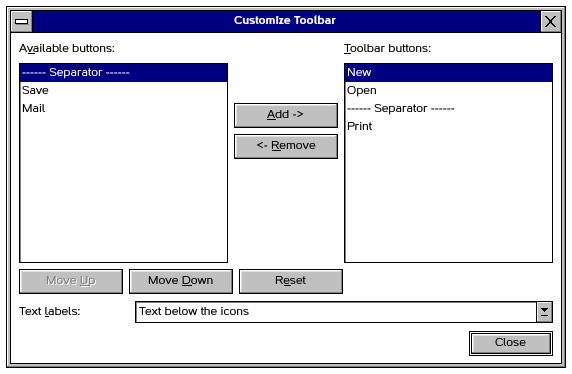 Customize Toolbar
Available buttons:
Toolbar buttons:
------ Separator ------
Save
Mail
Add ->
<- Remove
New
Open
------ Separator ------
Print
Move Up
Move Down
Reset
Text labels:
Text below the icons
Close